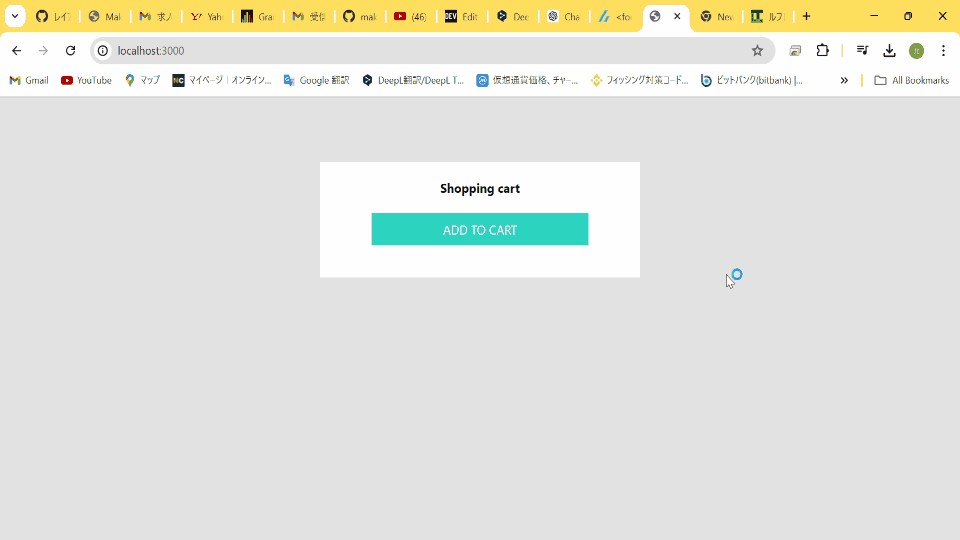 レイ Mal 求人 Yah Gra 受信 mal (46) Edit Dee Cha <for Nev ルフ
localhost:3000
Gmail YouTube マップ マイページ | オンライン... Google 翻訳 DeepL翻訳/DeepL T... 仮想通貨価格、チャー... フィッシング対策コード... ビットバンク(bitbank) |... » All Bookmarks
Shopping cart
ADD TO CART